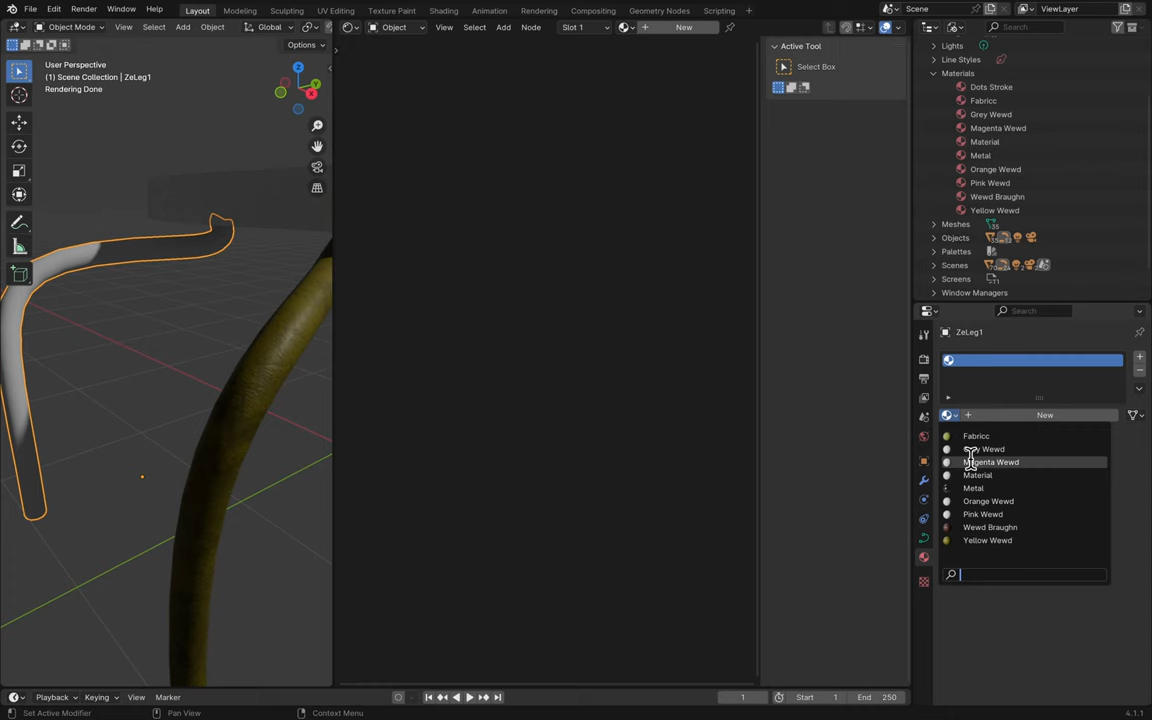 File Edit Render Window Help Layout Modeling Sculpting UV Editing Texture Paint Shading Animation Rendering Compositing Geometry Nodes Scripting Scene ViewLayer
Object Mode View Select Add Object Global Object View Select Add Node Slot 1 New Search
Options
User Perspective
(1) Scene Collection | ZeLeg1
Rendering Done
Z
Y
X
Active Tool
Select Box
Lights
Line Styles
Materials
Dots Stroke
Fabricc
Grey Wewd
Magenta Wewd
Material
Metal
Orange Wewd
Pink Wewd
Wewd Braughn
Yellow Wewd
Meshes 35
Objects
Palettes
Scenes
Screens 11
Window Managers
Search
ZeLeg1
New
Fabricc
Wewd
Magenta Wewd
Material
Metal
Orange Wewd
Pink Wewd
Wewd Braughn
Yellow Wewd
Playback Keying View Marker 1 Start 1 End 250
Set Active Modifier Pan View Context Menu 4.1.1